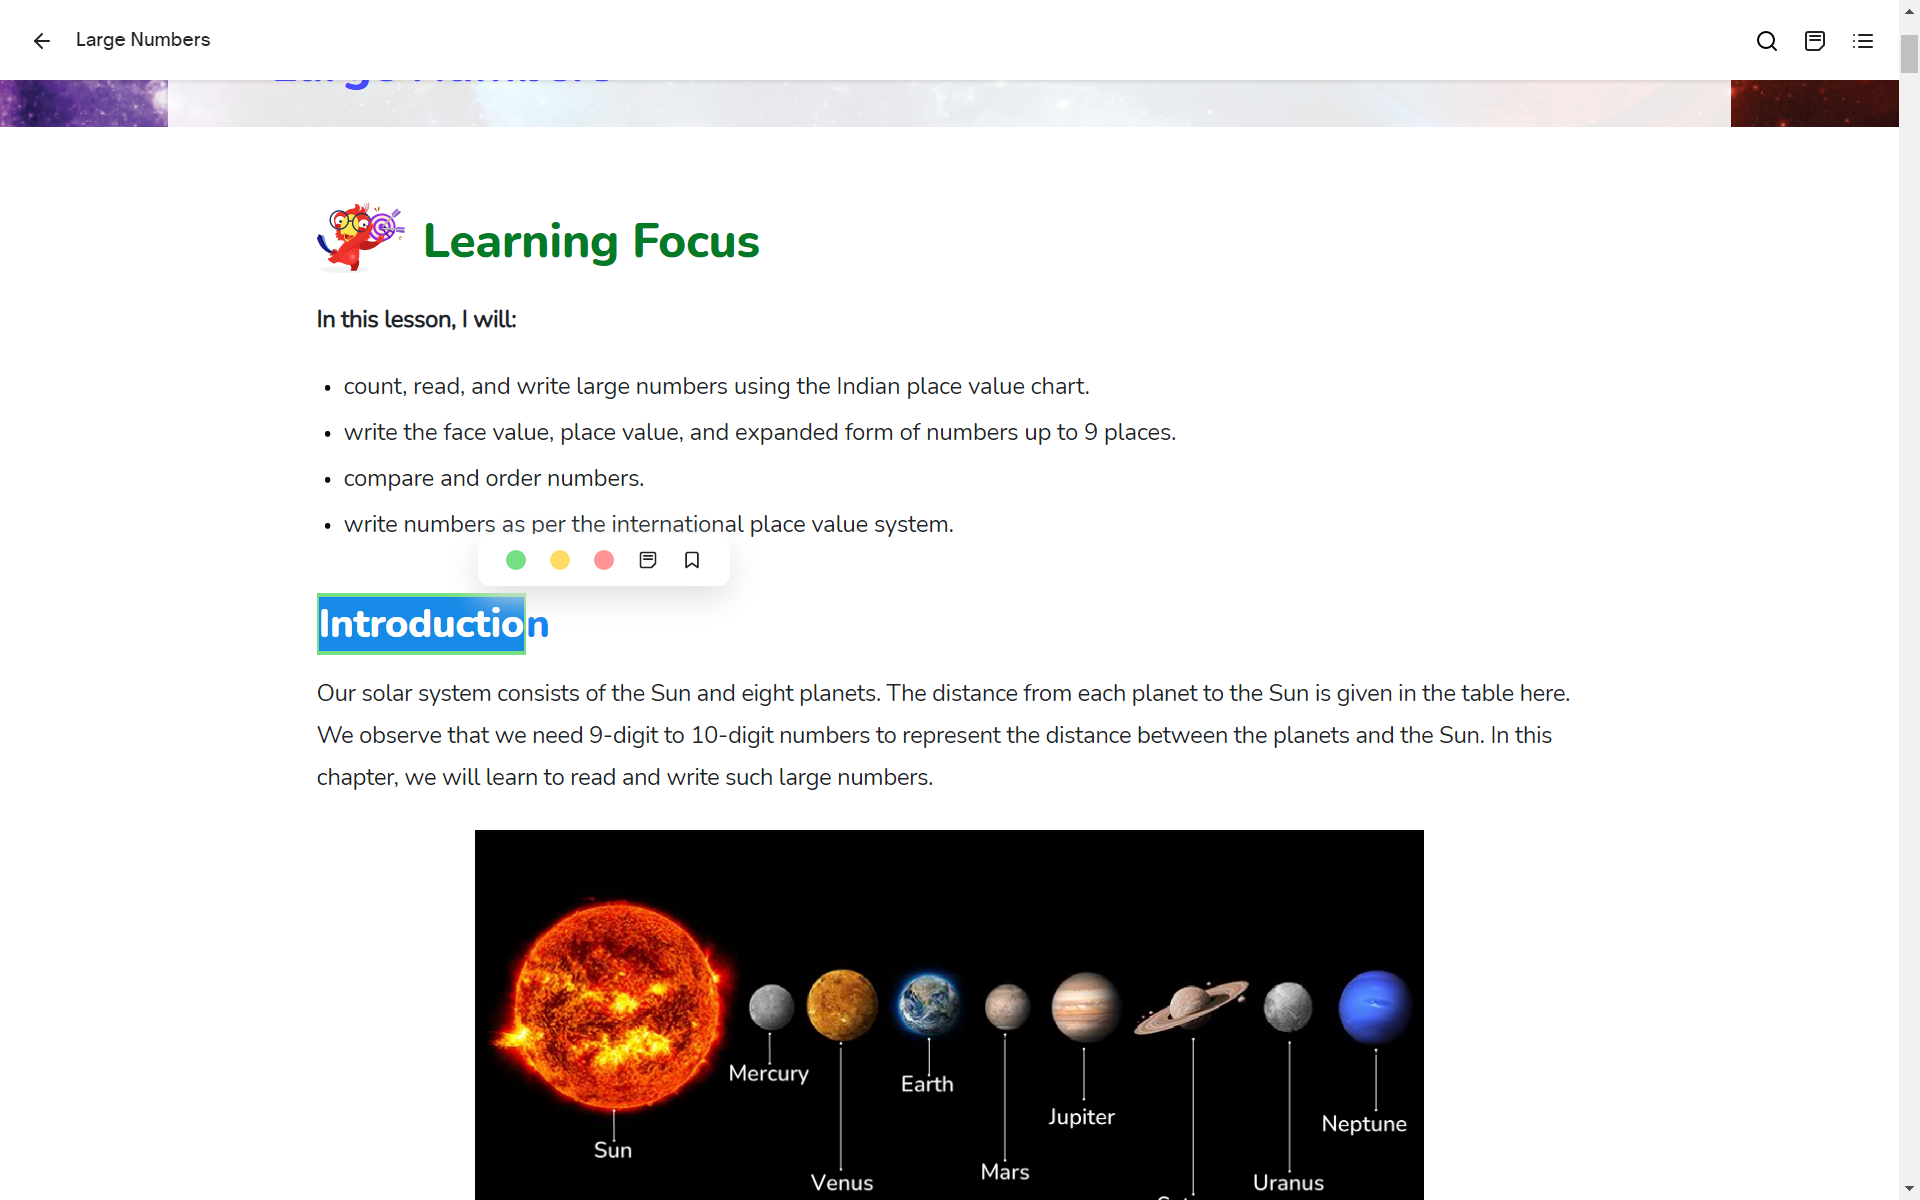 Large Numbers
Large Numbers
Learning Focus
In this lesson, I will:
• count, read, and write large numbers using the Indian place value chart.
• write the face value, place value, and expanded form of numbers up to 9 places.
• compare and order numbers.
• write numbers as per the international place value system.
Introduction
Our solar system consists of the Sun and eight planets. The distance from each planet to the Sun is given in the table here.
We observe that we need 9-digit to 10-digit numbers to represent the distance between the planets and the Sun. In this
chapter, we will learn to read and write such large numbers.
Mercury
Earth
Jupiter
Neptune
Sun
Mars
Venus
Uranus